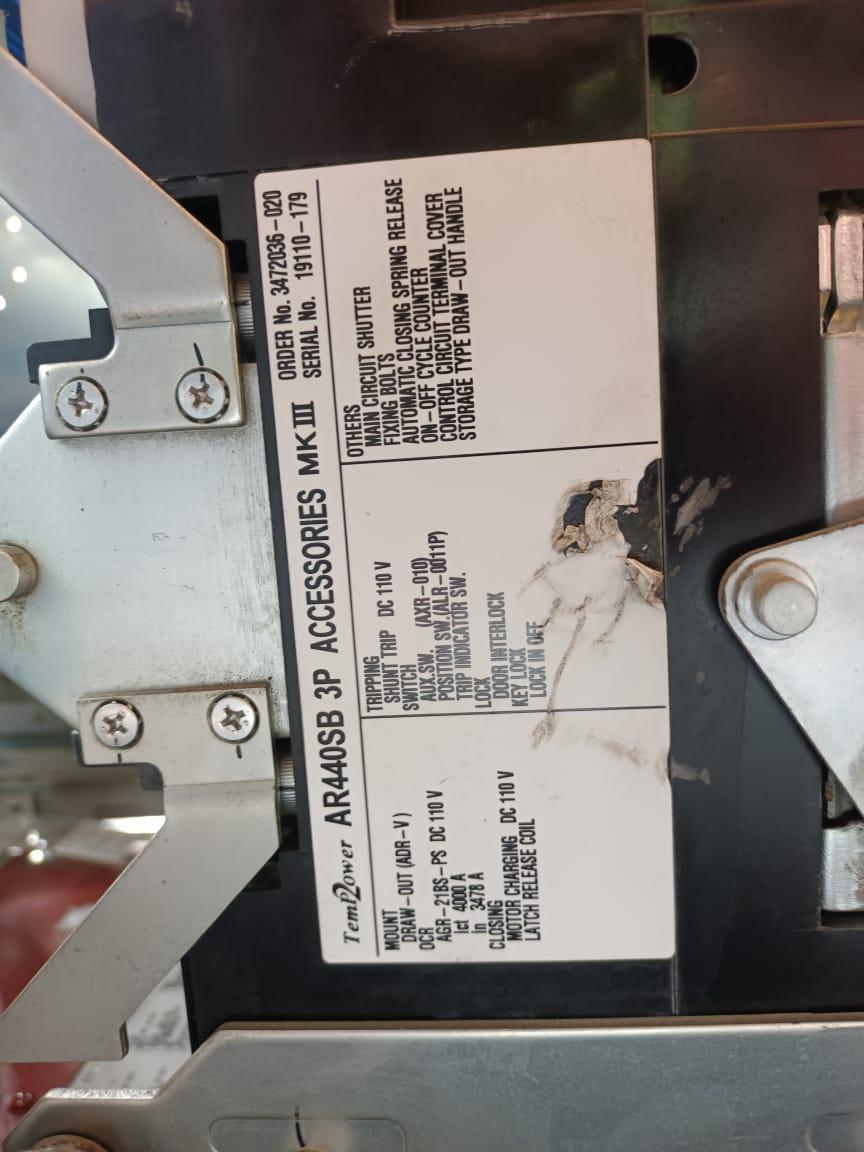 TemPower2 AR440SB 3P ACCESSORIES MK III
ORDER No. 3472036-020
SERIAL No. 19110-179
MOUNT
DRAW-OUT (ADR-V)
OCR
AGR-21BS-PS DC 110 V
Ict 4000 A
In 3478 A
CLOSING
MOTOR CHARGING DC 110 V
LATCH RELEASE COIL
TRIPPING
SHUNT TRIP DC 110 V
SWITCH
AUX.SW. (AXR-010)
POSITION SW.(ALR-0011P)
TRIP INDICATOR SW.
LOCK
DOOR INTERLOCK
KEY LOCK
LOCK IN OFF
OTHERS
MAIN CIRCUIT SHUTTER
FIXING BOLTS
AUTOMATIC CLOSING SPRING RELEASE
ON-OFF CYCLE COUNTER
CONTROL CIRCUIT TERMINAL COVER
STORAGE TYPE DRAW-OUT HANDLE